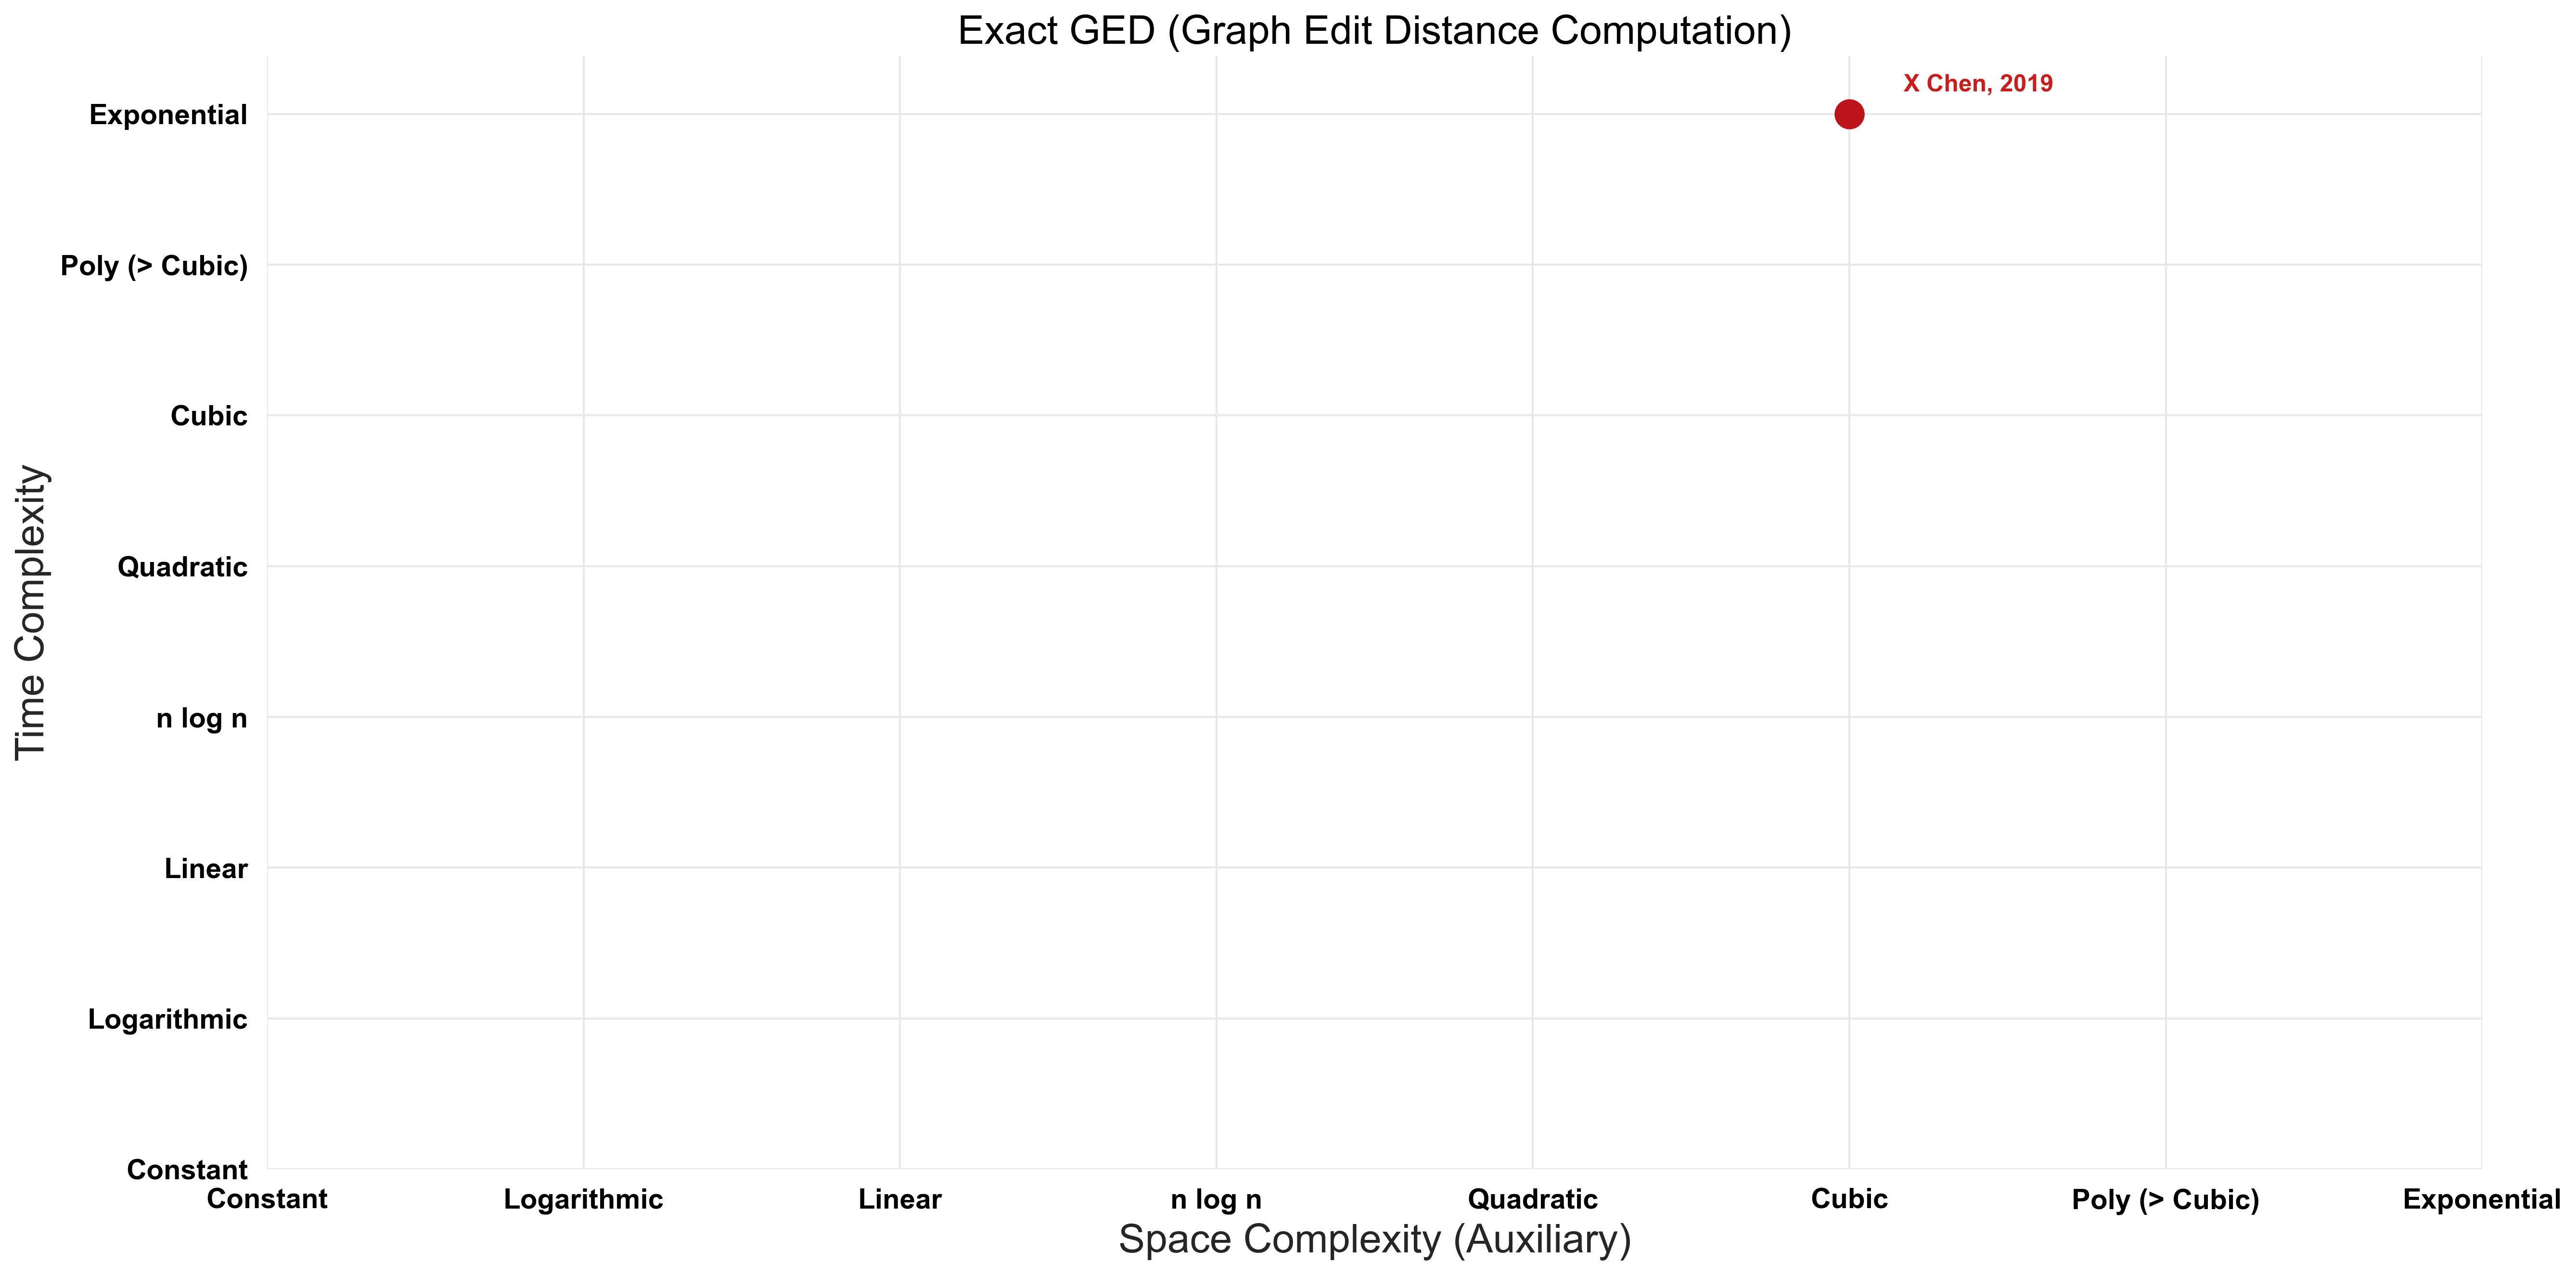 Exact GED (Graph Edit Distance Computation)
X Chen, 2019
Time Complexity
Exponential
Poly (> Cubic)
Cubic
Quadratic
n log n
Linear
Logarithmic
Constant
Constant Logarithmic Linear n log n Quadratic Cubic Poly (> Cubic) Exponential
Space Complexity (Auxiliary)